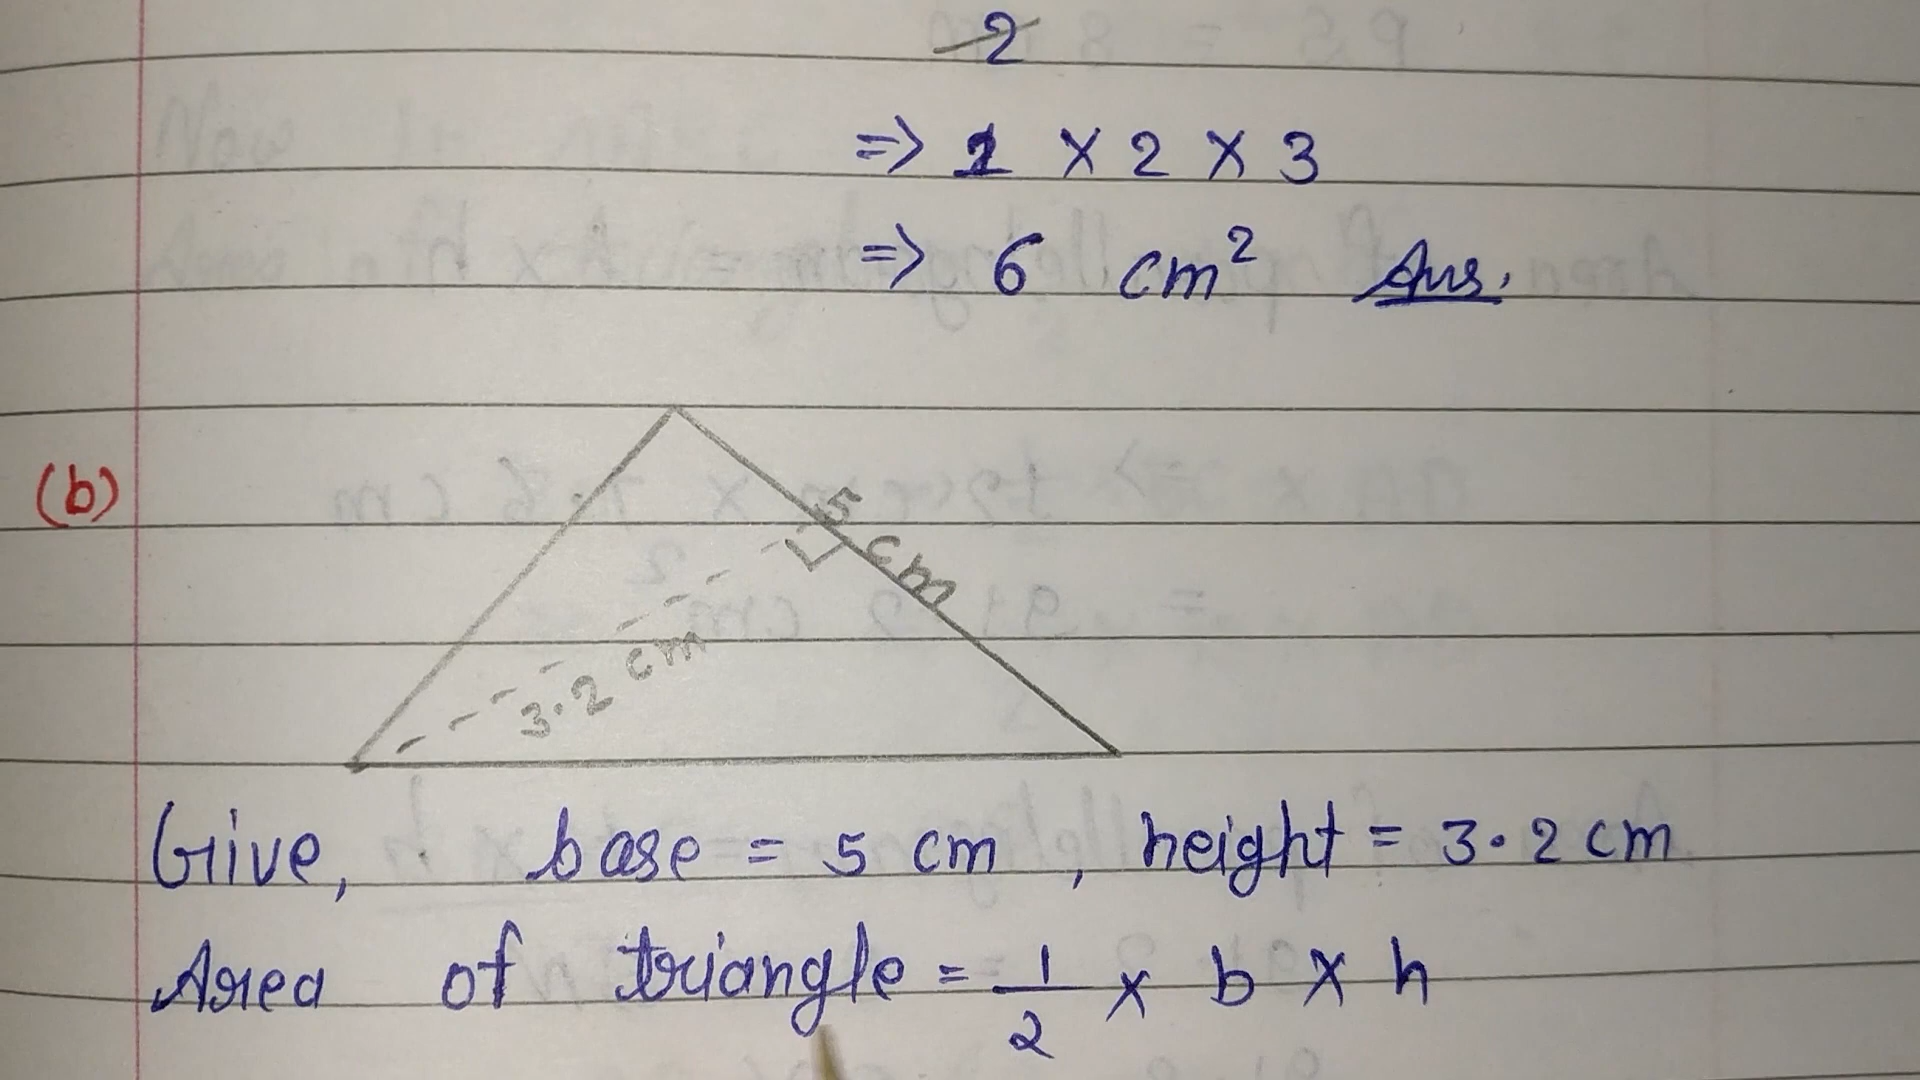 2
=> 1 × 2 × 3
=> 6 cm² Ans.
(b)
5 cm
3.2 cm
Give, base = 5 cm, height = 3.2 cm
Area of triangle = 1/2 × b × h